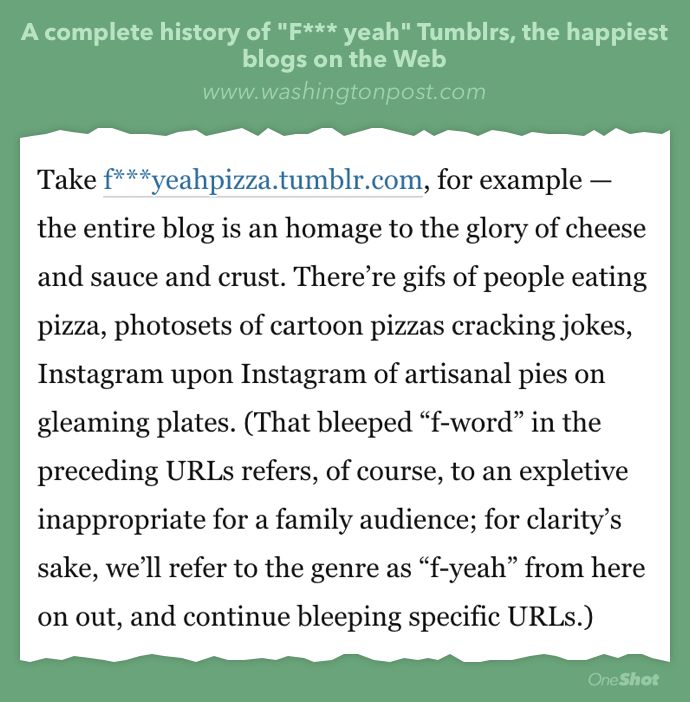 A complete history of "F*** yeah" Tumblrs, the happiest
blogs on the Web
www.washingtonpost.com
Take f***yeahpizza.tumblr.com, for example —
the entire blog is an homage to the glory of cheese
and sauce and crust. There’re gifs of people eating
pizza, photosets of cartoon pizzas cracking jokes,
Instagram upon Instagram of artisanal pies on
gleaming plates. (That bleeped “f-word” in the
preceding URLs refers, of course, to an expletive
inappropriate for a family audience; for clarity’s
sake, we’ll refer to the genre as “f-yeah” from here
on out, and continue bleeping specific URLs.)
OneShot